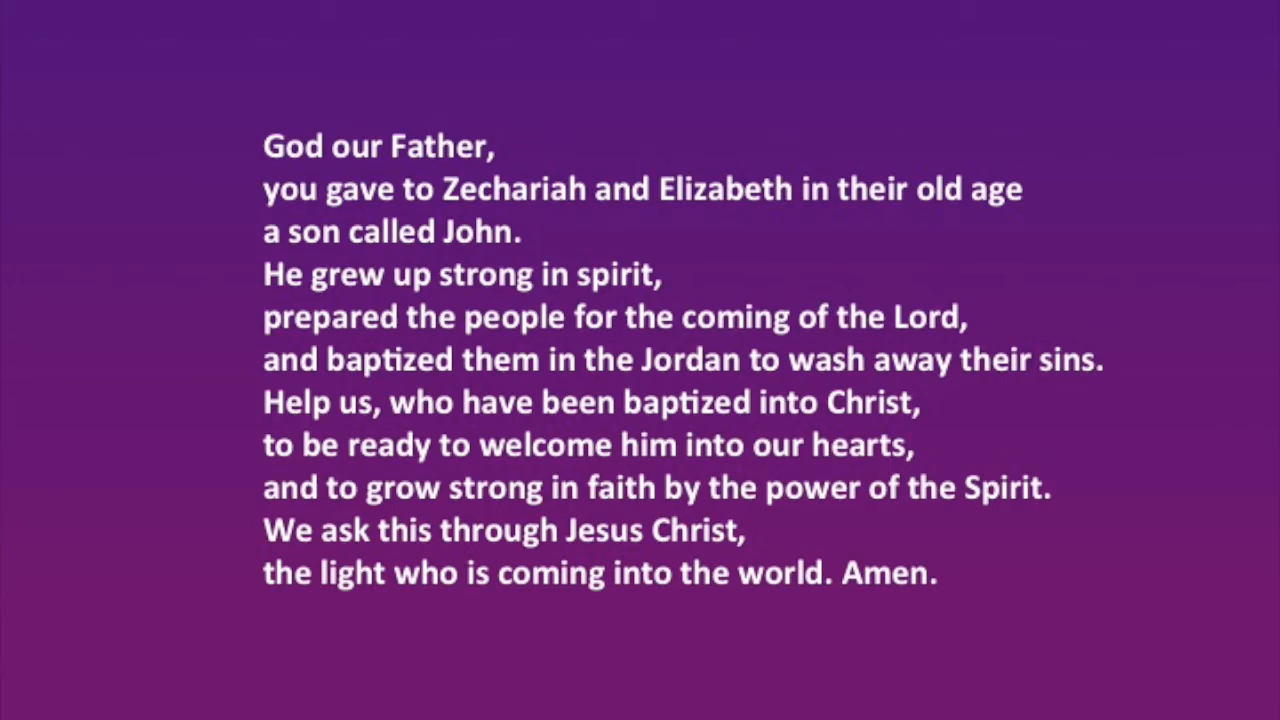 God our Father,
you gave to Zechariah and Elizabeth in their old age
a son called John.
He grew up strong in spirit,
prepared the people for the coming of the Lord,
and baptized them in the Jordan to wash away their sins.
Help us, who have been baptized into Christ,
to be ready to welcome him into our hearts,
and to grow strong in faith by the power of the Spirit.
We ask this through Jesus Christ,
the light who is coming into the world. Amen.